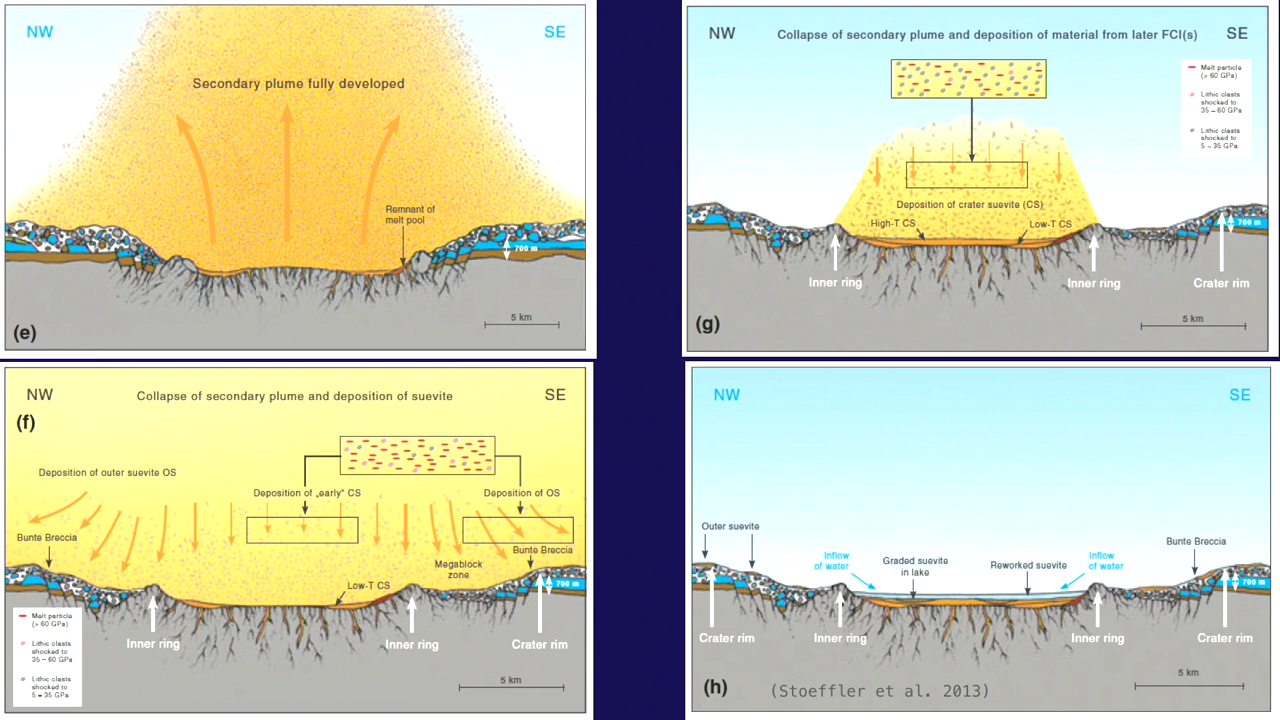 NW
SE
Secondary plume fully developed
Remnant of
melt pool
700 m
5 km
(e)
NW
Collapse of secondary plume and deposition of material from later FCI(s)
SE
Melt particle
(> 60 GPa)
Lithic clasts
shocked to
35 – 60 GPa
Lithic clasts
shocked to
5 – 35 GPa
Deposition of crater suevite (CS)
High-T CS
Low-T CS
700 m
Inner ring
Inner ring
Crater rim
5 km
(g)
NW
Collapse of secondary plume and deposition of suevite
SE
(f)
Deposition of outer suevite OS
Deposition of „early" CS
Deposition of OS
Bunte Breccia
Bunte Breccia
Megablock
zone
Low-T CS
700 m
Melt particle
(> 60 GPa)
Lithic clasts
shocked to
35 – 60 GPa
Lithic clasts
shocked to
5 – 35 GPa
Inner ring
Inner ring
Crater rim
5 km
NW
SE
Outer suevite
Bunte Breccia
Inflow
of water
Graded suevite
in lake
Reworked suevite
Inflow
of water
700 m
Crater rim
Inner ring
Inner ring
Crater rim
5 km
(h)
(Stoeffler et al. 2013)